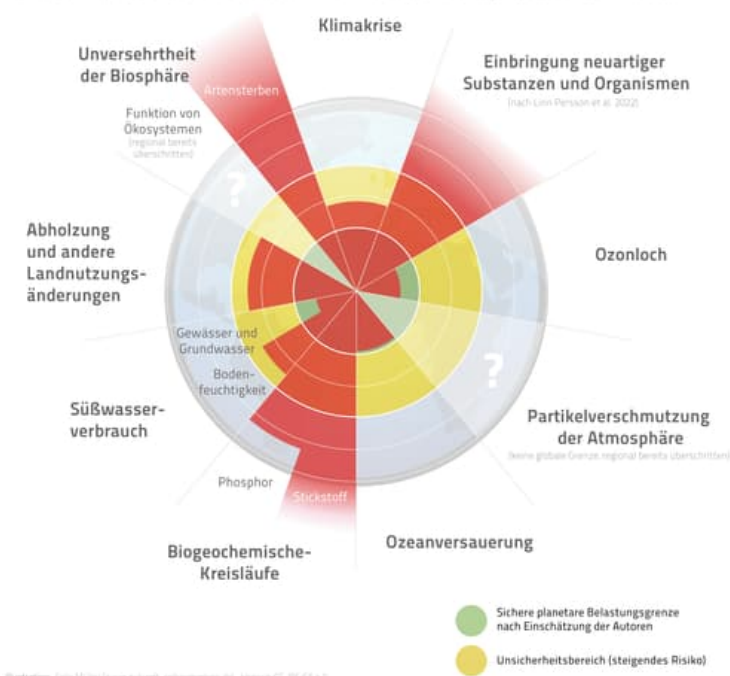 Klimakrise
Unversehrtheit
der Biosphäre
Artensterben
Einbringung neuartiger
Substanzen und Organismen
(nach Linn Persson et al. 2022)
Funktion von
Ökosystemen
(regional bereits
überschritten)
?
Abholzung
und andere
Landnutzungs-
änderungen
Ozonloch
Gewässer und
Grundwasser
Boden-
feuchtigkeit
?
Süßwasser-
verbrauch
Partikelverschmutzung
der Atmosphäre
(keine globale Grenze, regional bereits überschritten)
Phosphor
Stickstoff
Biogeochemische-
Kreisläufe
Ozeanversauerung
Sichere planetare Belastungsgrenze
nach Einschätzung der Autoren
Unsicherheitsbereich (steigendes Risiko)